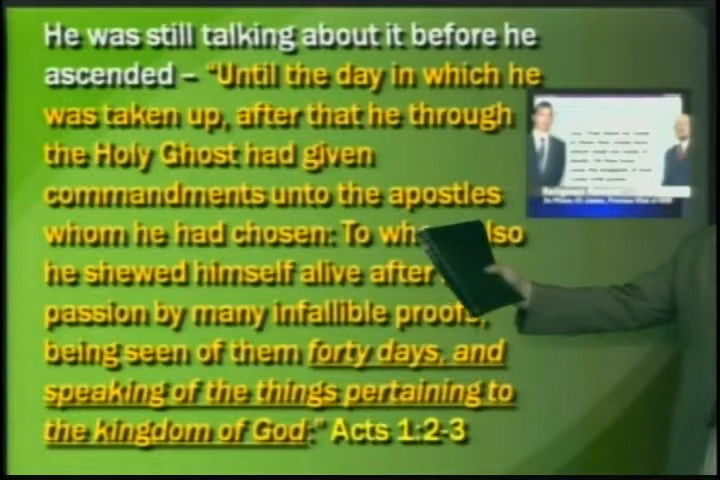 He was still talking about it before he
ascended – "Until the day in which he
was taken up, after that he through
the Holy Ghost had given
commandments unto the apostles
whom he had chosen: To lso
he shewed himself alive after
passion by many infallible proofs,
being seen of them forty days, and
speaking of the things pertaining to
the kingdom of God:" Acts 1:2-3